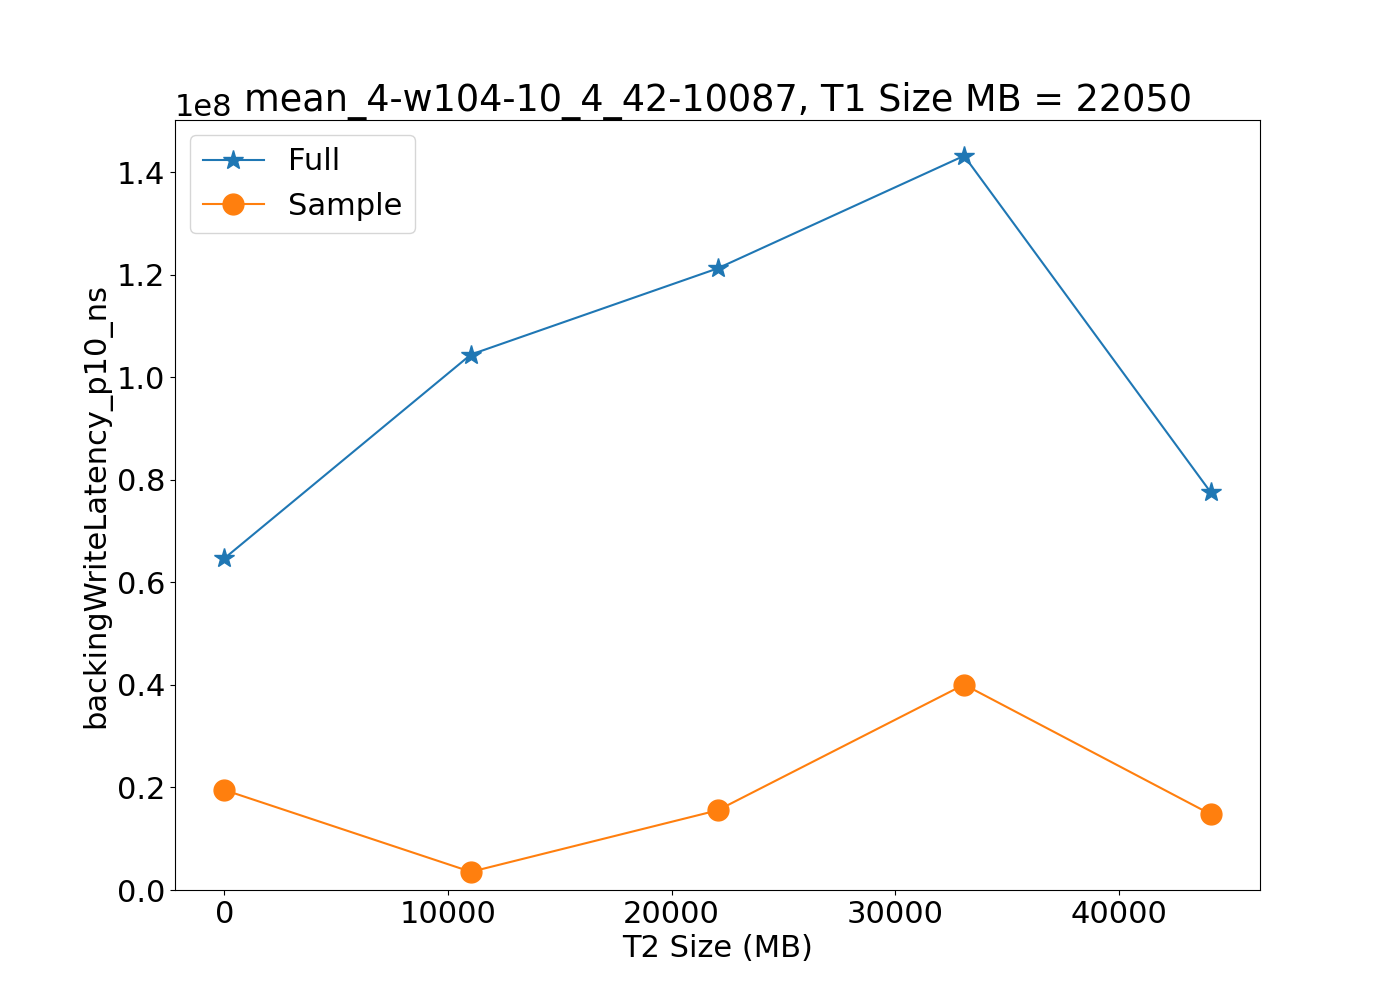 1e8
mean_4-w104-10_4_42-10087, T1 Size MB = 22050
Full
Sample
backingWriteLatency_p10_ns
1.4
1.2
1.0
0.8
0.6
0.4
0.2
0.0
0 10000 20000 30000 40000
T2 Size (MB)